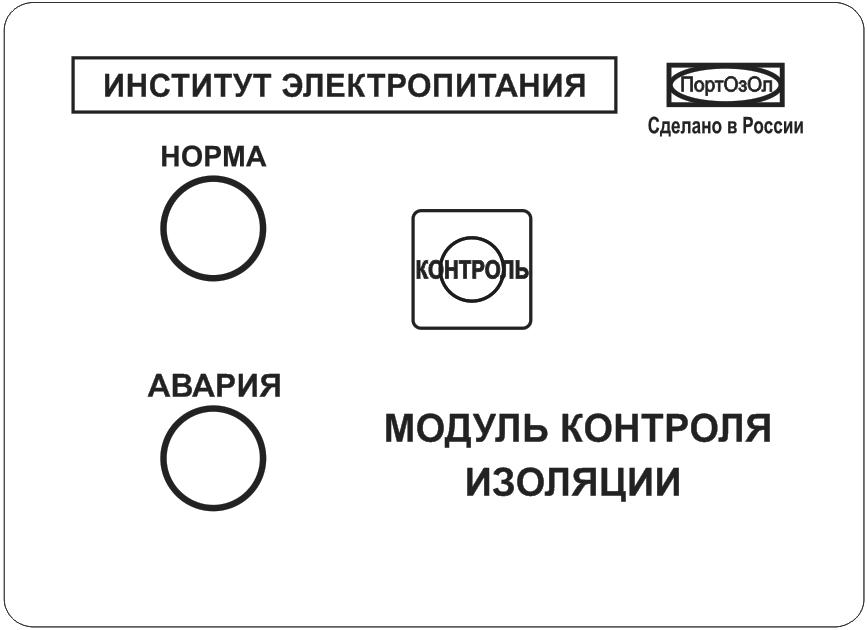 ИНСТИТУТ ЭЛЕКТРОПИТАНИЯ
ПортОзОл
Сделано в России
НОРМА
КОНТРОЛЬ
АВАРИЯ
МОДУЛЬ КОНТРОЛЯ
ИЗОЛЯЦИИ